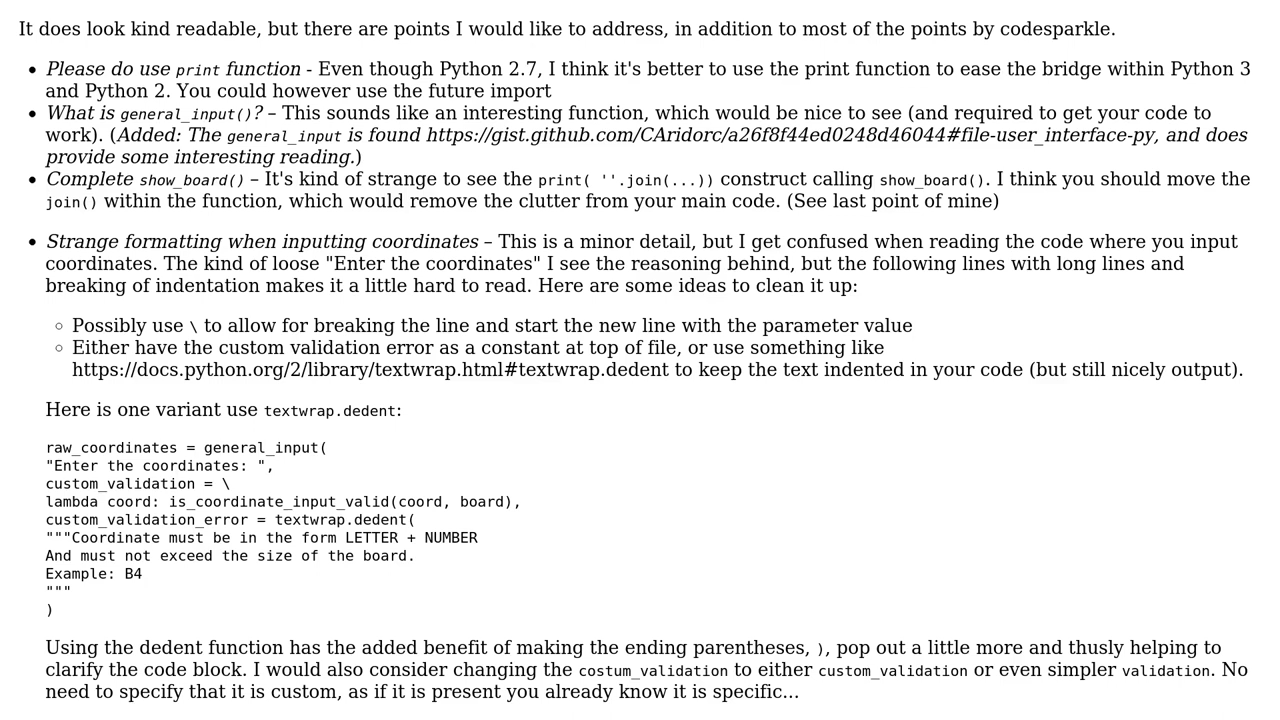 It does look kind readable, but there are points I would like to address, in addition to most of the points by codesparkle.
• Please do use print function - Even though Python 2.7, I think it's better to use the print function to ease the bridge within Python 3
and Python 2. You could however use the future import
• What is general_input()? – This sounds like an interesting function, which would be nice to see (and required to get your code to
work). (Added: The general_input is found https://gist.github.com/CAridorc/a26f8f44ed0248d46044#file-user_interface-py, and does
provide some interesting reading.)
• Complete show_board() – It's kind of strange to see the print( ''.join(...)) construct calling show_board(). I think you should move the
join() within the function, which would remove the clutter from your main code. (See last point of mine)
• Strange formatting when inputting coordinates – This is a minor detail, but I get confused when reading the code where you input
coordinates. The kind of loose "Enter the coordinates" I see the reasoning behind, but the following lines with long lines and
breaking of indentation makes it a little hard to read. Here are some ideas to clean it up:
◦ Possibly use \ to allow for breaking the line and start the new line with the parameter value
◦ Either have the custom validation error as a constant at top of file, or use something like
https://docs.python.org/2/library/textwrap.html#textwrap.dedent to keep the text indented in your code (but still nicely output).
Here is one variant use textwrap.dedent:
raw_coordinates = general_input(
"Enter the coordinates: ",
custom_validation = \
lambda coord: is_coordinate_input_valid(coord, board),
custom_validation_error = textwrap.dedent(
"""Coordinate must be in the form LETTER + NUMBER
And must not exceed the size of the board.
Example: B4
"""
)
Using the dedent function has the added benefit of making the ending parentheses, ), pop out a little more and thusly helping to
clarify the code block. I would also consider changing the costum_validation to either custom_validation or even simpler validation. No
need to specify that it is custom, as if it is present you already know it is specific...